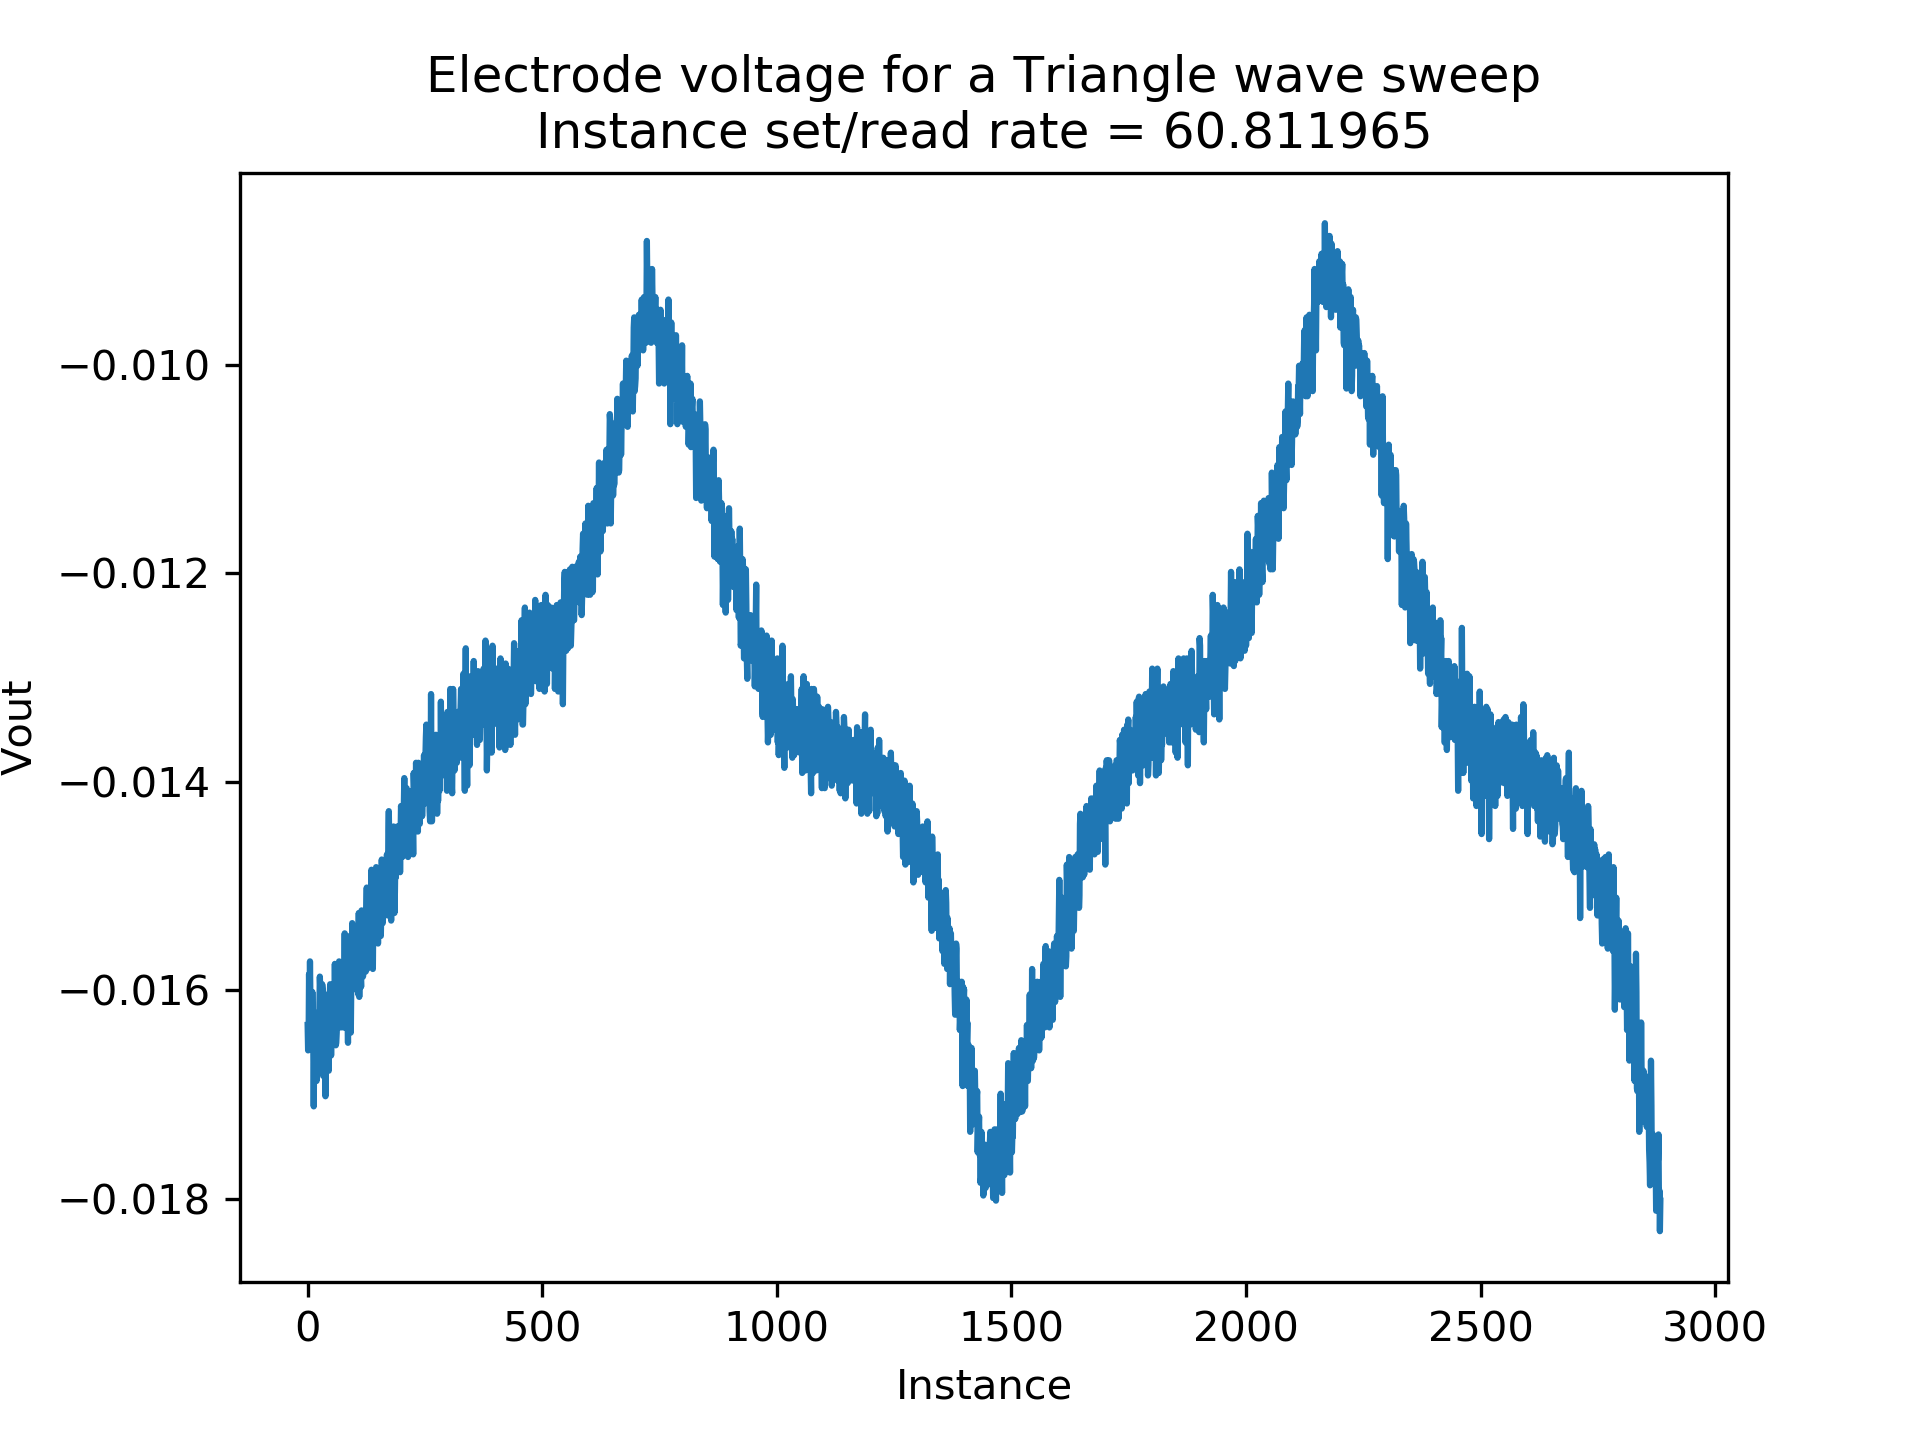 Electrode voltage for a Triangle wave sweep
Instance set/read rate = 60.811965
Vout
−0.010
−0.012
−0.014
−0.016
−0.018
0 500 1000 1500 2000 2500 3000
Instance